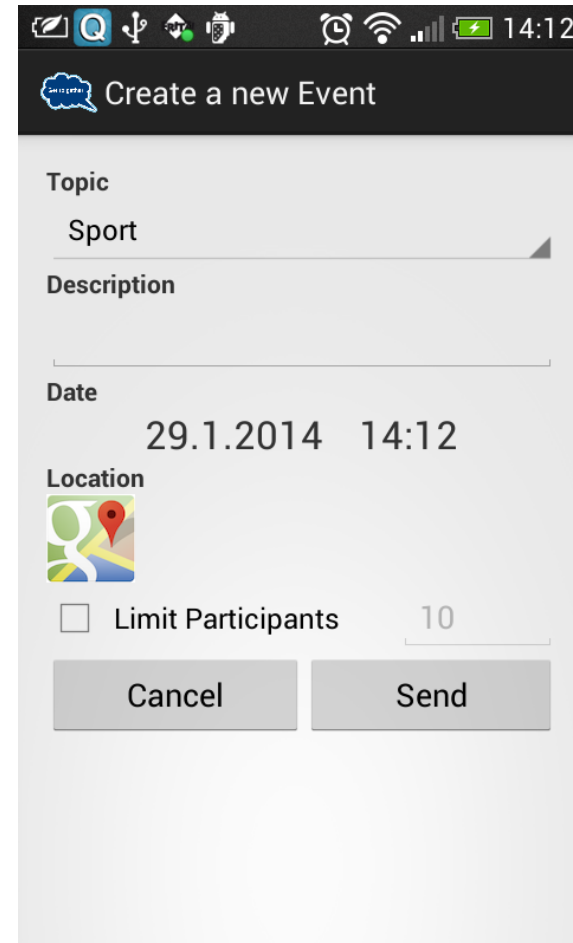 14:12
Create a new Event
Topic
Sport
Description
Date
29.1.2014 14:12
Location
Limit Participants 10
Cancel Send